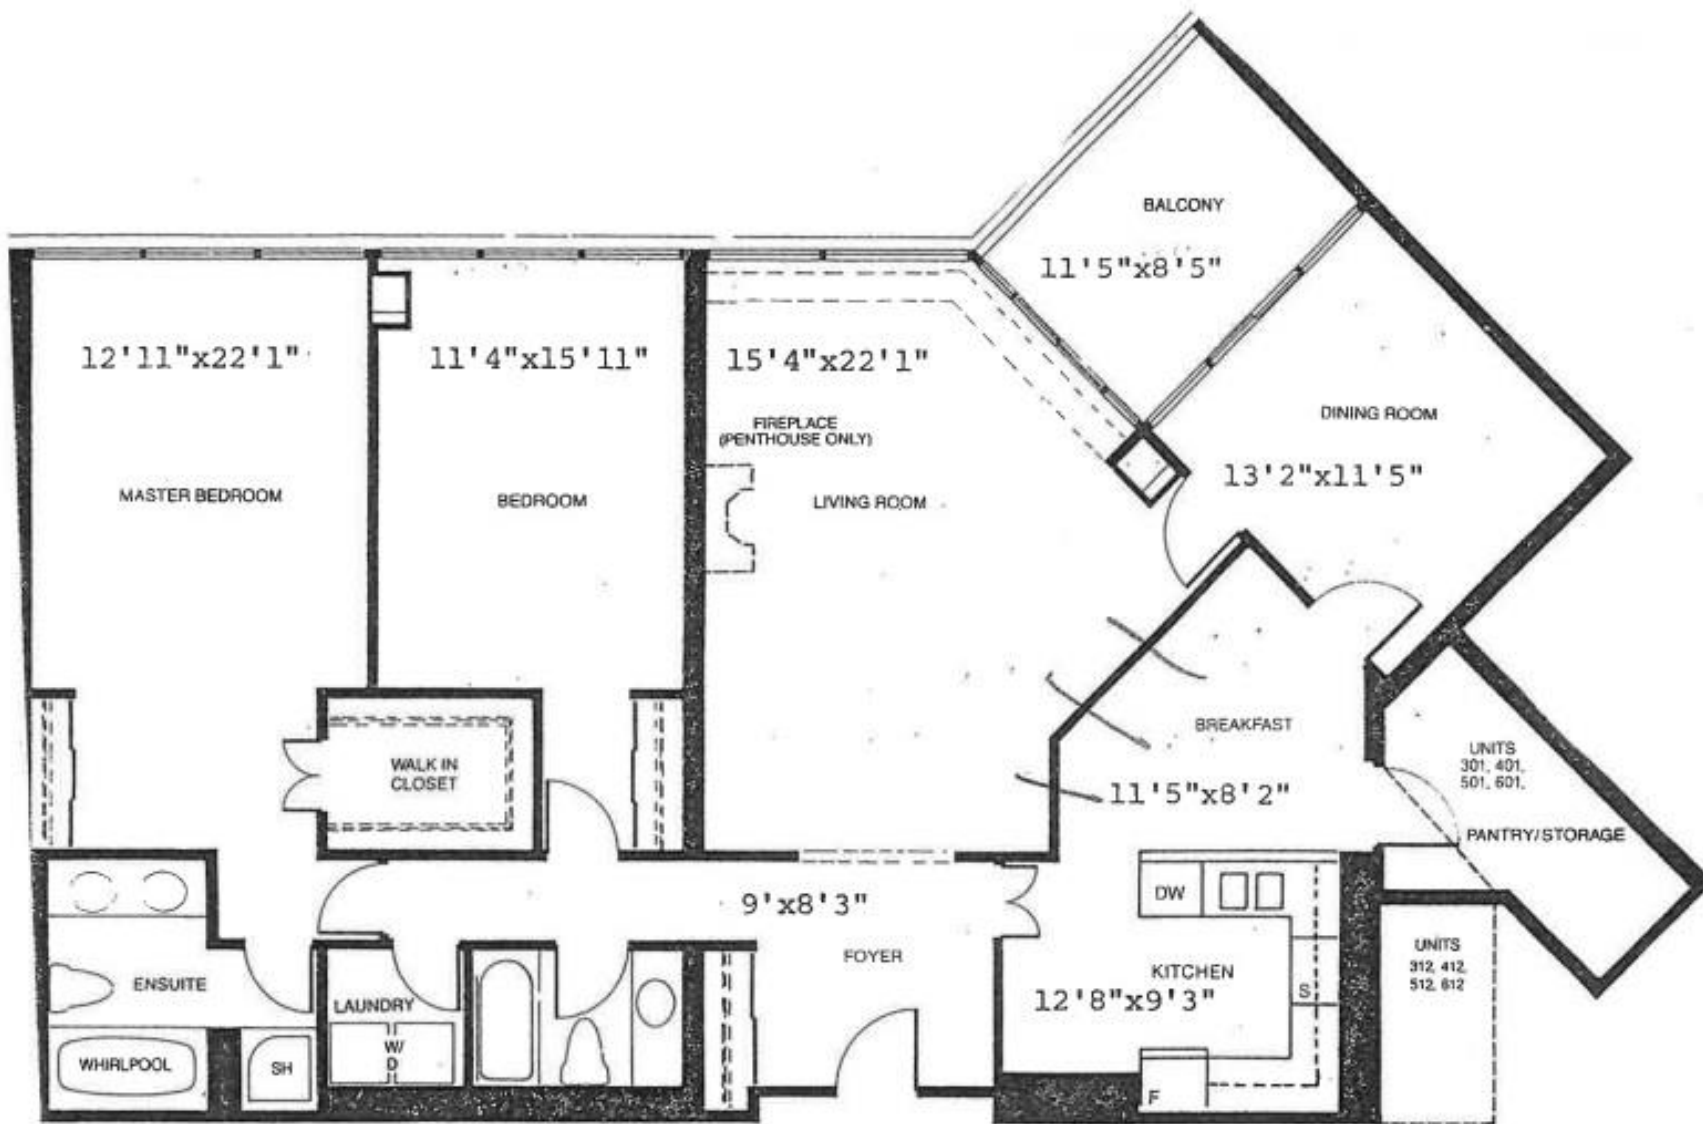 BALCONY
11'5"x8'5"
12'11"x22'1"
11'4"x15'11"
15'4"x22'1"
FIREPLACE
(PENTHOUSE ONLY)
DINING ROOM
13'2"x11'5"
MASTER BEDROOM
BEDROOM
LIVING ROOM
BREAKFAST
11'5"x8'2"
WALK IN
CLOSET
UNITS
301, 401,
501, 601,
PANTRY/STORAGE
9'x8'3"
FOYER
DW
KITCHEN
12'8"x9'3"
S
F
UNITS
312, 412,
512, 612
ENSUITE
WHIRLPOOL
SH
LAUNDRY
W/
D